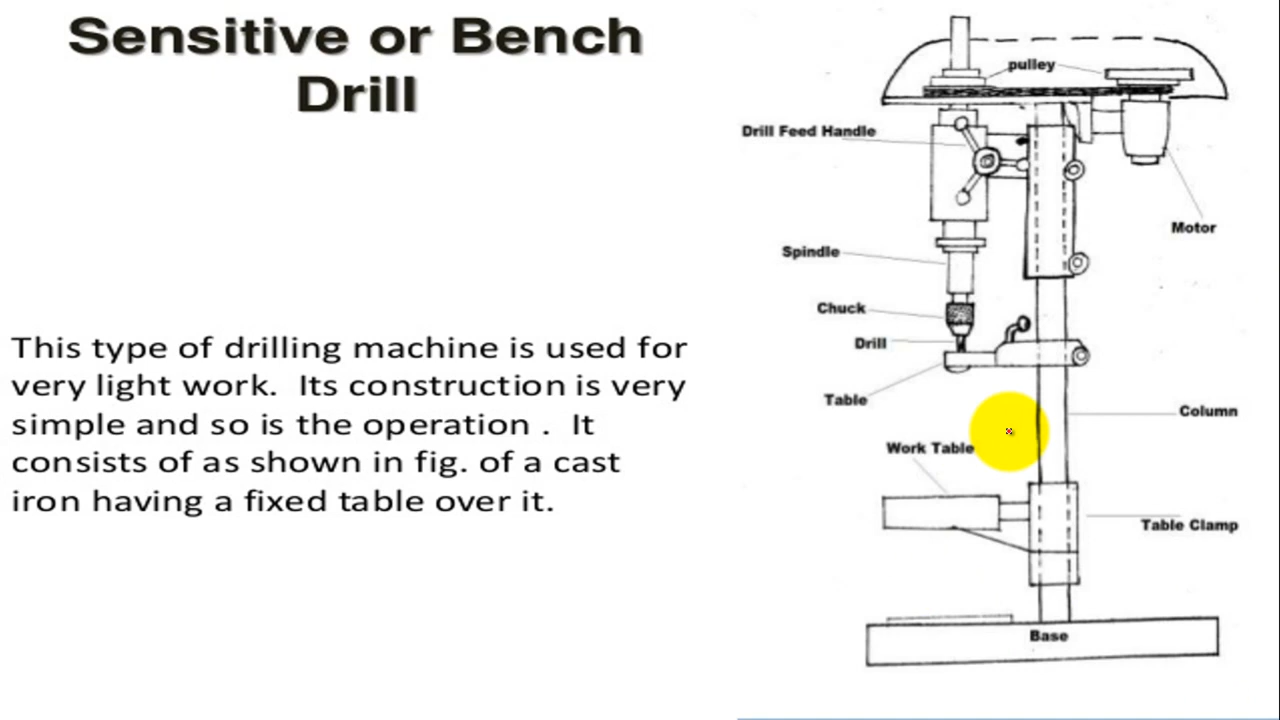 Sensitive or Bench
Drill
This type of drilling machine is used for
very light work. Its construction is very
simple and so is the operation . It
consists of as shown in fig. of a cast
iron having a fixed table over it.
pulley
Drill Feed Handle
Motor
Spindle
Chuck
Drill
Table
Column
Work Table
Table Clamp
Base